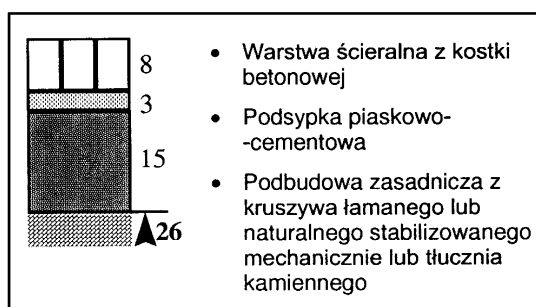 8
3
15
26
• Warstwa ścieralna z kostki
betonowej
• Podsypka piaskowo-
-cementowa
• Podbudowa zasadnicza z
kruszywa łamanego lub
naturalnego stabilizowanego
mechanicznie lub tłucznia
kamiennego